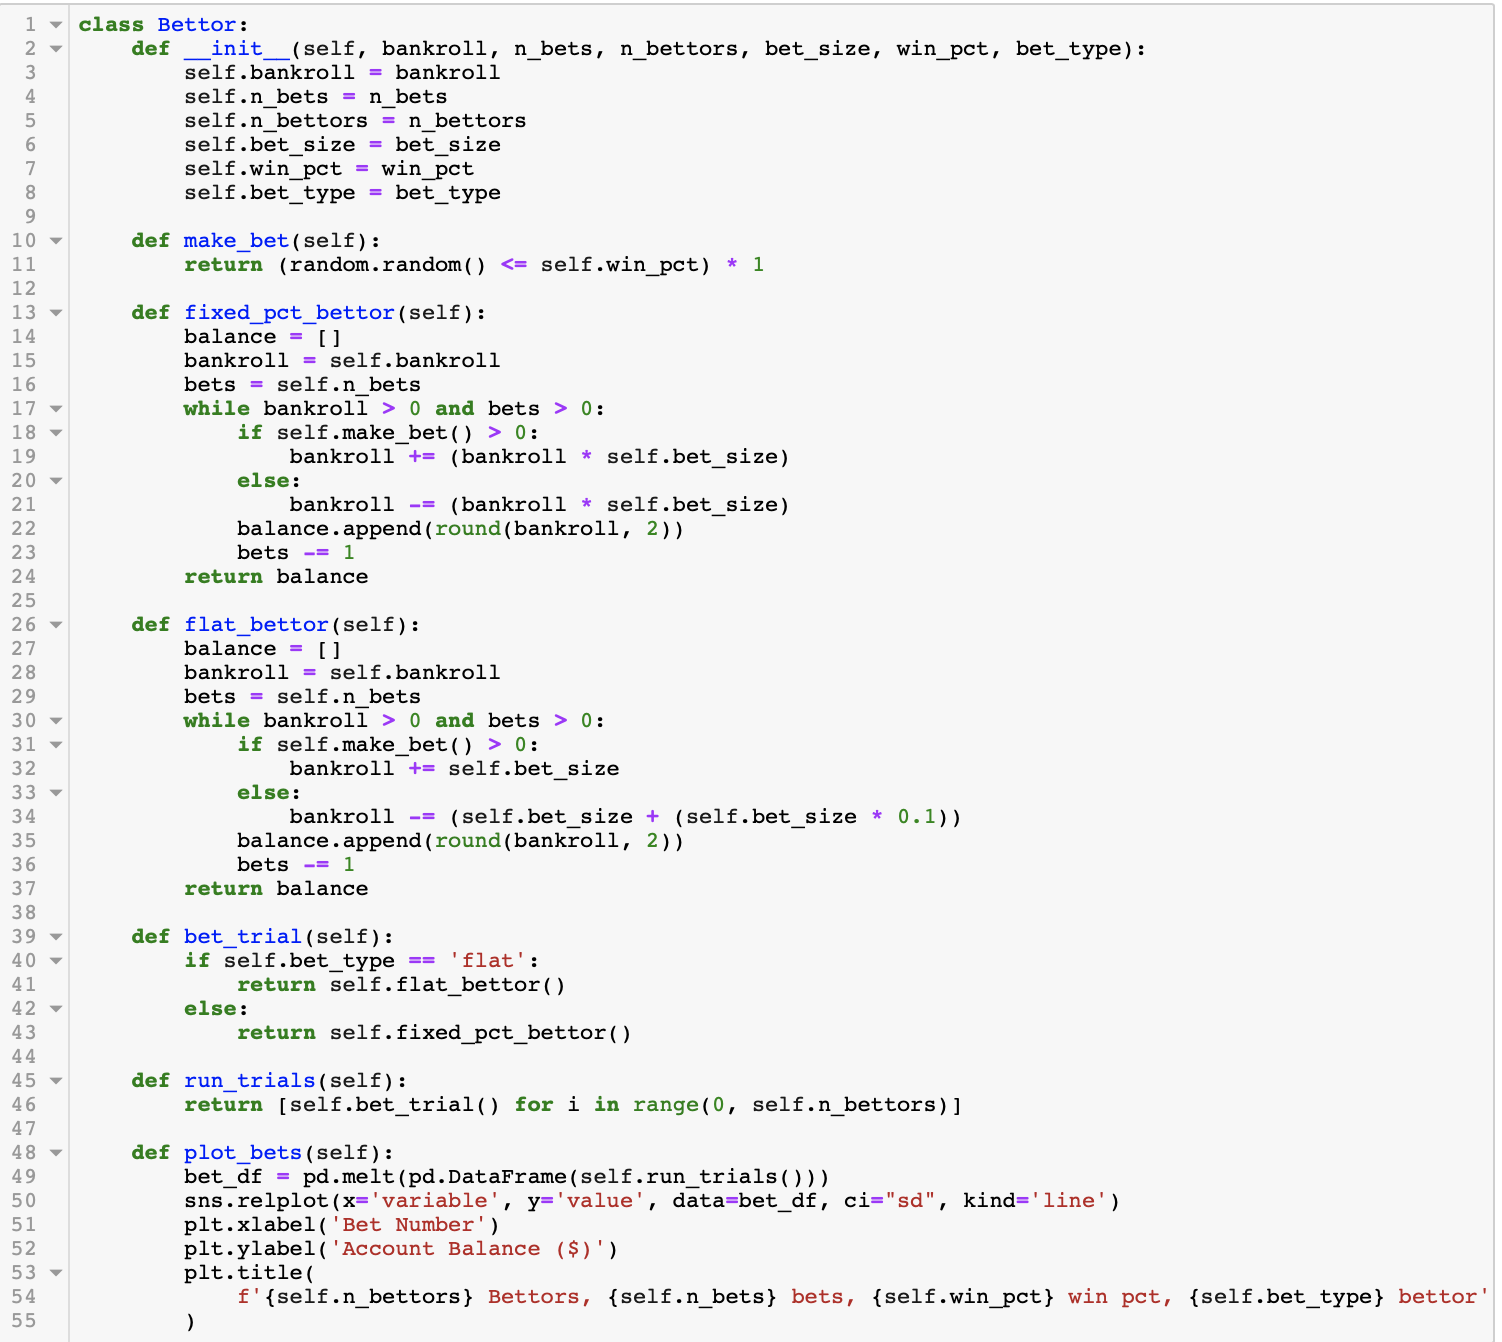 1 class Bettor:
2     def __init__(self, bankroll, n_bets, n_bettors, bet_size, win_pct, bet_type):
3         self.bankroll = bankroll
4         self.n_bets = n_bets
5         self.n_bettors = n_bettors
6         self.bet_size = bet_size
7         self.win_pct = win_pct
8         self.bet_type = bet_type
9
10     def make_bet(self):
11         return (random.random() <= self.win_pct) * 1
12
13     def fixed_pct_bettor(self):
14         balance = []
15         bankroll = self.bankroll
16         bets = self.n_bets
17         while bankroll > 0 and bets > 0:
18             if self.make_bet() > 0:
19                 bankroll += (bankroll * self.bet_size)
20             else:
21                 bankroll -= (bankroll * self.bet_size)
22             balance.append(round(bankroll, 2))
23             bets -= 1
24         return balance
25
26     def flat_bettor(self):
27         balance = []
28         bankroll = self.bankroll
29         bets = self.n_bets
30         while bankroll > 0 and bets > 0:
31             if self.make_bet() > 0:
32                 bankroll += self.bet_size
33             else:
34                 bankroll -= (self.bet_size + (self.bet_size * 0.1))
35             balance.append(round(bankroll, 2))
36             bets -= 1
37         return balance
38
39     def bet_trial(self):
40         if self.bet_type == 'flat':
41             return self.flat_bettor()
42         else:
43             return self.fixed_pct_bettor()
44
45     def run_trials(self):
46         return [self.bet_trial() for i in range(0, self.n_bettors)]
47
48     def plot_bets(self):
49         bet_df = pd.melt(pd.DataFrame(self.run_trials()))
50         sns.relplot(x='variable', y='value', data=bet_df, ci="sd", kind='line')
51         plt.xlabel('Bet Number')
52         plt.ylabel('Account Balance ($)')
53         plt.title(
54             f'{self.n_bettors} Bettors, {self.n_bets} bets, {self.win_pct} win pct, {self.bet_type} bettor'
55         )